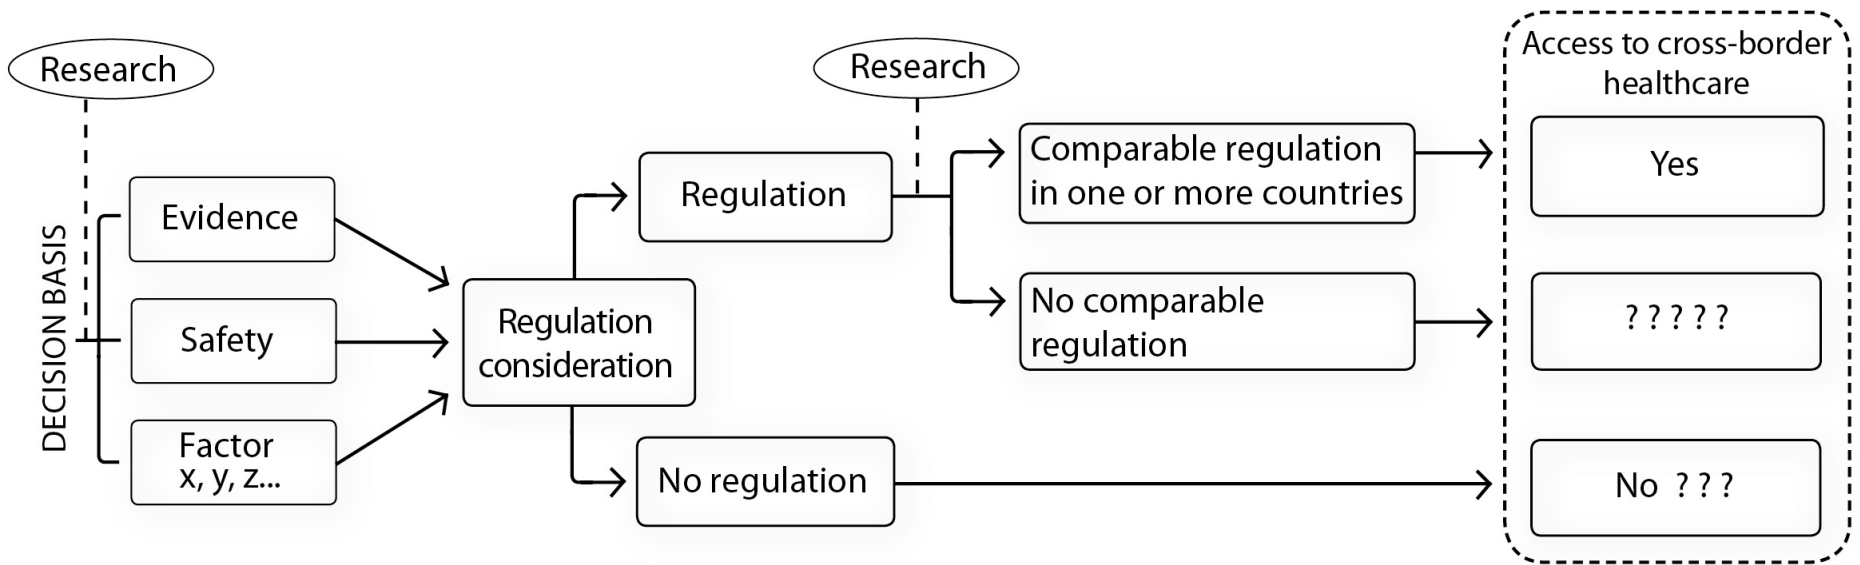 Research
DECISION BASIS
Evidence
Safety
Factor
x, y, z...
Regulation
consideration
Regulation
No regulation
Research
Comparable regulation
in one or more countries
No comparable
regulation
Access to cross-border
healthcare
Yes
? ? ? ? ?
No ? ? ?